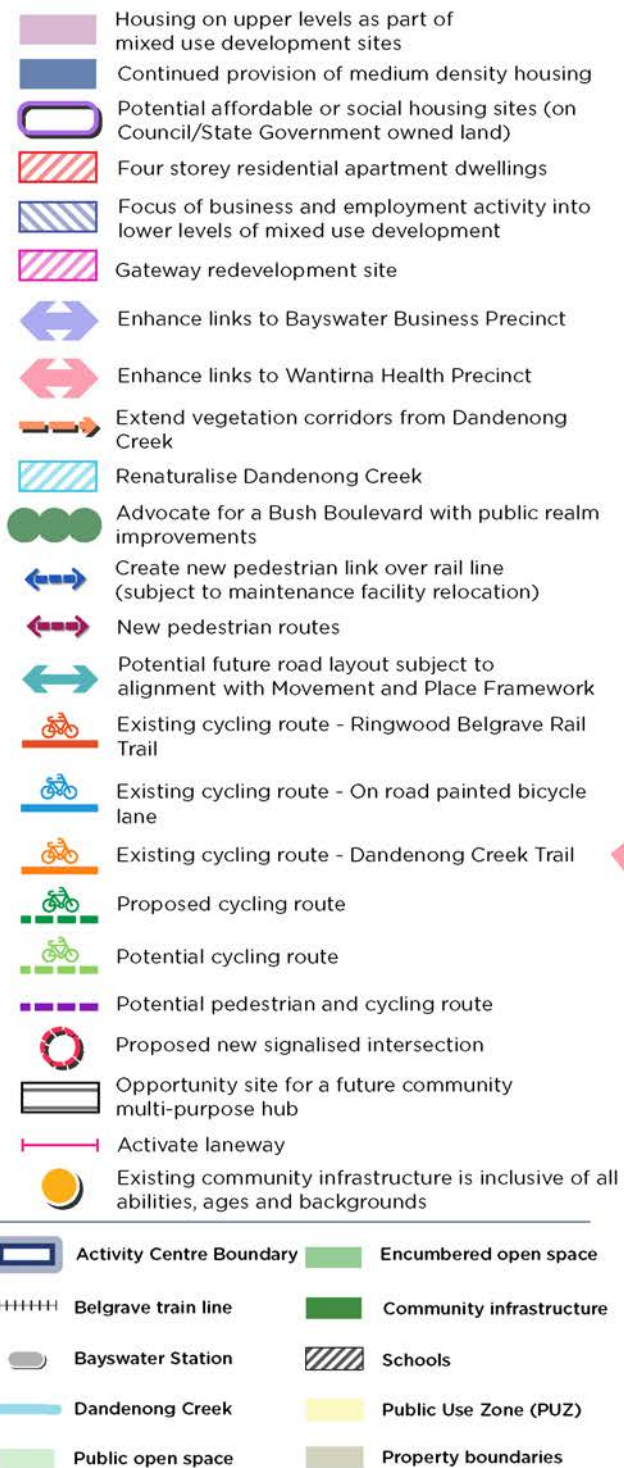 Housing on upper levels as part of
mixed use development sites
Continued provision of medium density housing
Potential affordable or social housing sites (on
Council/State Government owned land)
Four storey residential apartment dwellings
Focus of business and employment activity into
lower levels of mixed use development
Gateway redevelopment site
Enhance links to Bayswater Business Precinct
Enhance links to Wantirna Health Precinct
Extend vegetation corridors from Dandenong
Creek
Renaturalise Dandenong Creek
Advocate for a Bush Boulevard with public realm
improvements
Create new pedestrian link over rail line
(subject to maintenance facility relocation)
New pedestrian routes
Potential future road layout subject to
alignment with Movement and Place Framework
Existing cycling route - Ringwood Belgrave Rail
Trail
Existing cycling route - On road painted bicycle
lane
Existing cycling route - Dandenong Creek Trail
Proposed cycling route
Potential cycling route
Potential pedestrian and cycling route
Proposed new signalised intersection
Opportunity site for a future community
multi-purpose hub
Activate laneway
Existing community infrastructure is inclusive of all
abilities, ages and backgrounds
Activity Centre Boundary
Belgrave train line
Bayswater Station
Dandenong Creek
Public open space
Encumbered open space
Community infrastructure
Schools
Public Use Zone (PUZ)
Property boundaries